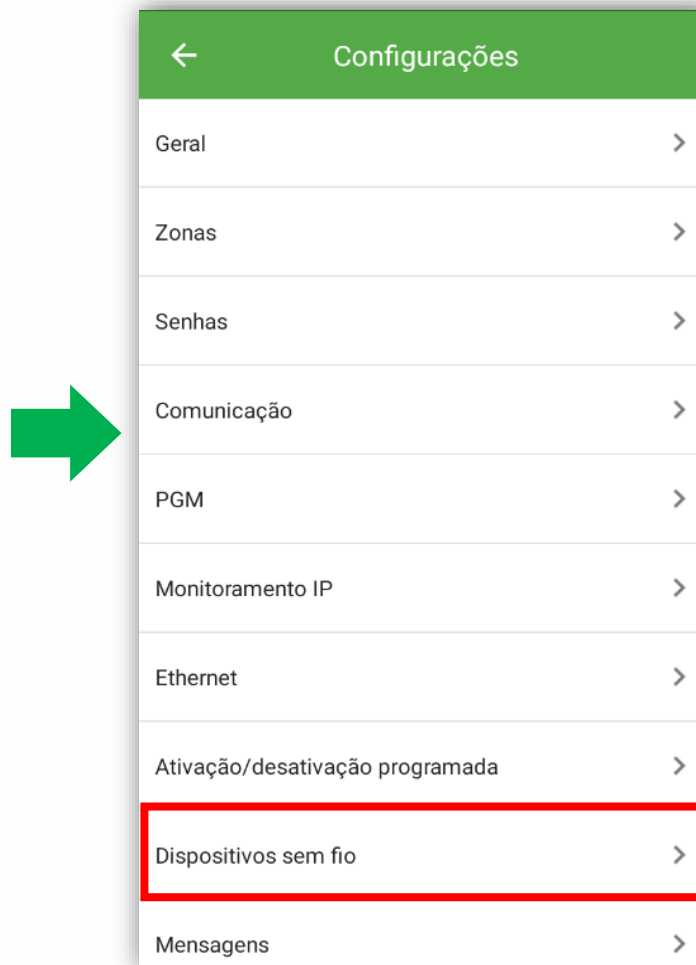 Configurações
Geral
Zonas
Senhas
Comunicação
PGM
Monitoramento IP
Ethernet
Ativação/desativação programada
Dispositivos sem fio
Mensagens